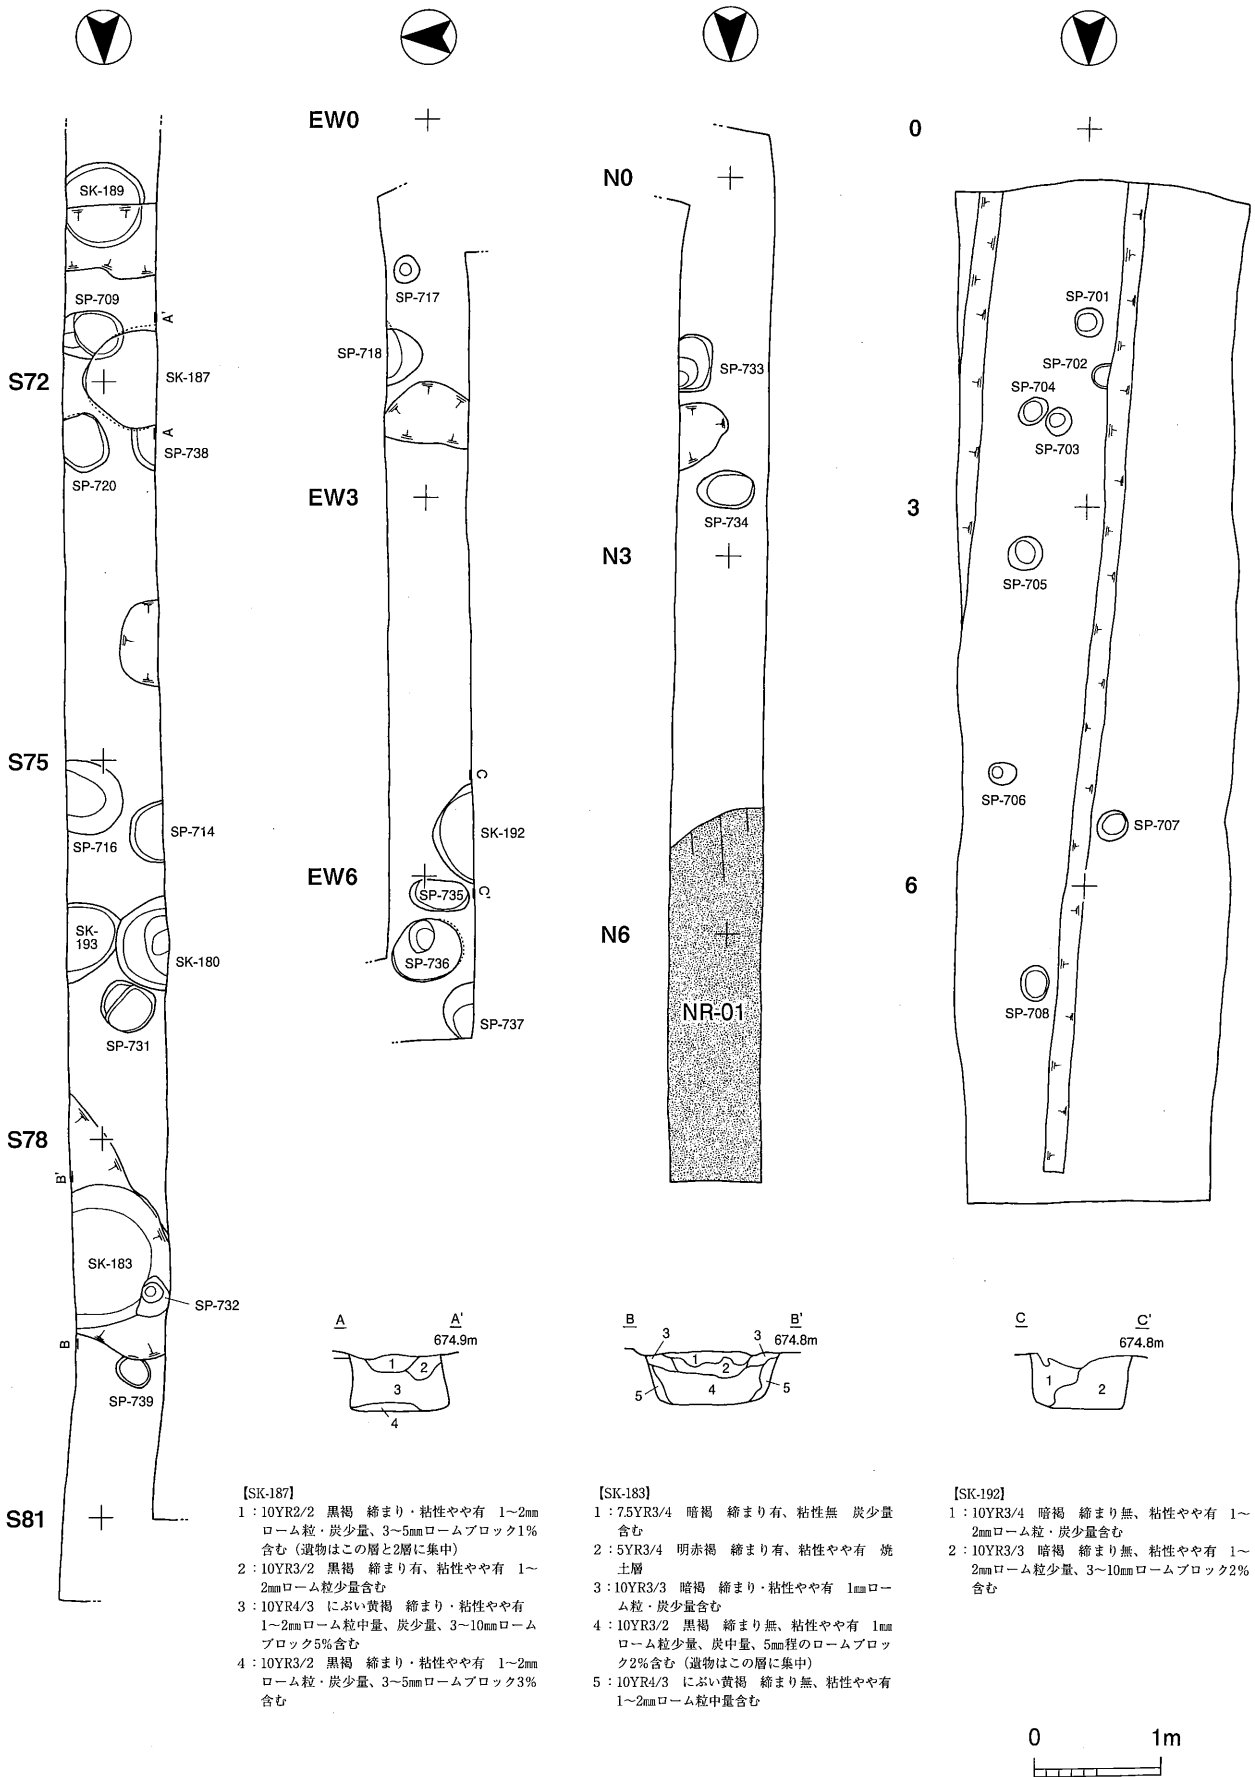 SK-189
SP-709
A'
S72
SK-187
A
SP-738
SP-720
S75
SP-714
SP-716
SK-
193
SK-180
SP-731
S78
B'
SK-183
SP-732
B
SP-739
S81
EW0
SP-717
SP-718
EW3
C
SK-192
EW6
SP-735
C'
SP-736
SP-737
N0
SP-733
SP-734
N3
N6
NR-01
0
SP-701
SP-702
SP-704
SP-703
3
SP-705
SP-706
SP-707
6
SP-708
A A'
674.9m
1 2
3
4
B B'
3 3 674.8m
1 2
5 4 5
C C'
674.8m
1 2
【SK-187】
1：10YR2/2 黒褐 締まり・粘性やや有 1～2mm
ローム粒・炭少量、3～5mmロームブロック1%
含む（遺物はこの層と2層に集中）
2：10YR3/2 黒褐 締まり有、粘性やや有 1～
2mmローム粒少量含む
3：10YR4/3 にぶい黄褐 締まり・粘性やや有
1～2mmローム粒中量、炭少量、3～10mmローム
ブロック5%含む
4：10YR3/2 黒褐 締まり・粘性やや有 1～2mm
ローム粒・炭少量、3～5mmロームブロック3%
含む
【SK-183】
1：7.5YR3/4 暗褐 締まり有、粘性無 炭少量
含む
2：5YR3/4 明赤褐 締まり有、粘性やや有 焼
土層
3：10YR3/3 暗褐 締まり・粘性やや有 1mmロー
ム粒・炭少量含む
4：10YR3/2 黒褐 締まり無、粘性やや有 1mm
ローム粒少量、炭中量、5mm程のロームブロッ
ク2%含む（遺物はこの層に集中）
5：10YR4/3 にぶい黄褐 締まり無、粘性やや有
1～2mmローム粒中量含む
【SK-192】
1：10YR3/4 暗褐 締まり無、粘性やや有 1～
2mmローム粒・炭少量含む
2：10YR3/3 暗褐 締まり無、粘性やや有 1～
2mmローム粒少量、3～10mmロームブロック2%
含む
0 1m